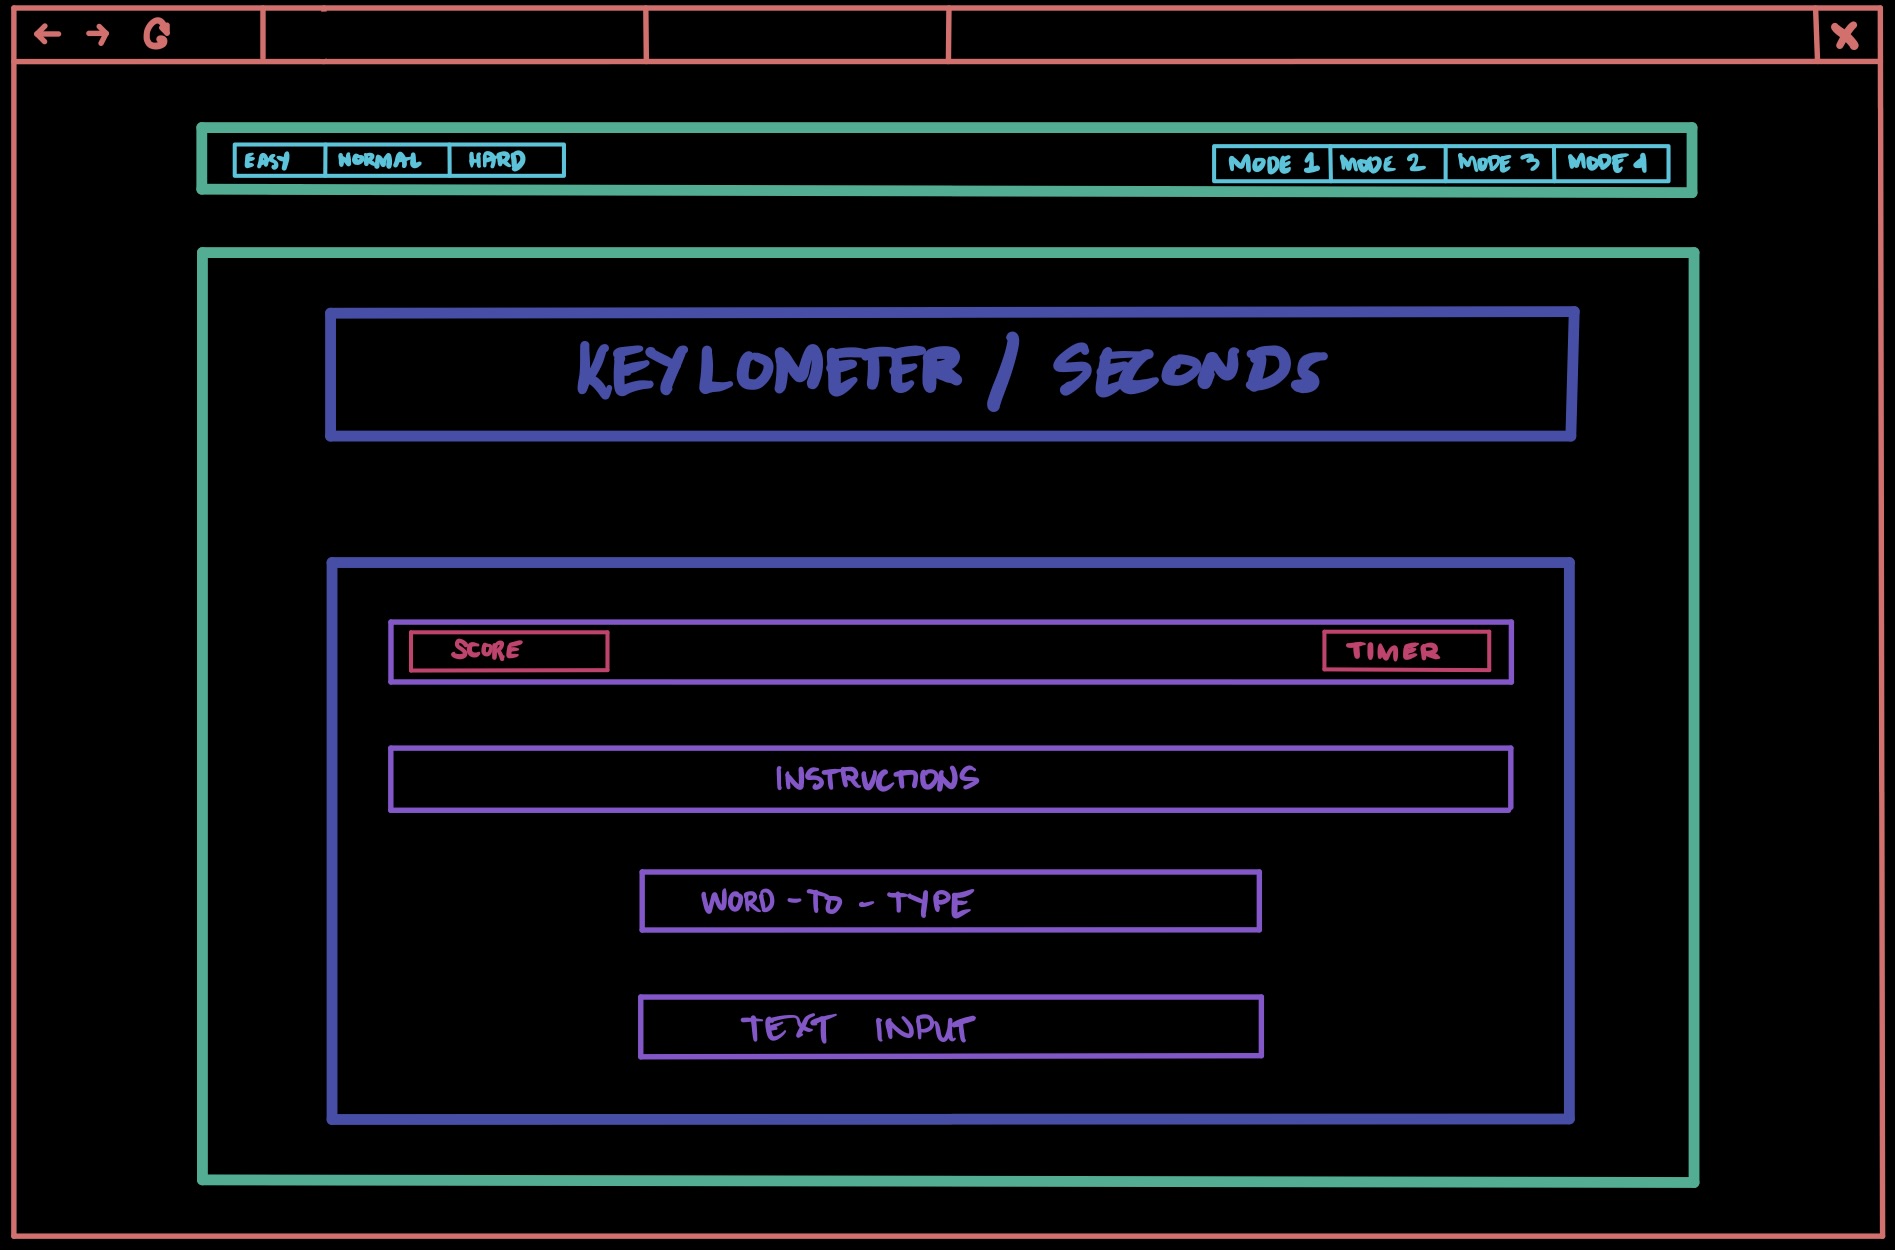 EASY NORMAL HARD MODE 1 MODE 2 MODE 3 MODE 4
KEYLOMETER / SECONDS
SCORE TIMER
INSTRUCTIONS
WORD-TO-TYPE
TEXT INPUT